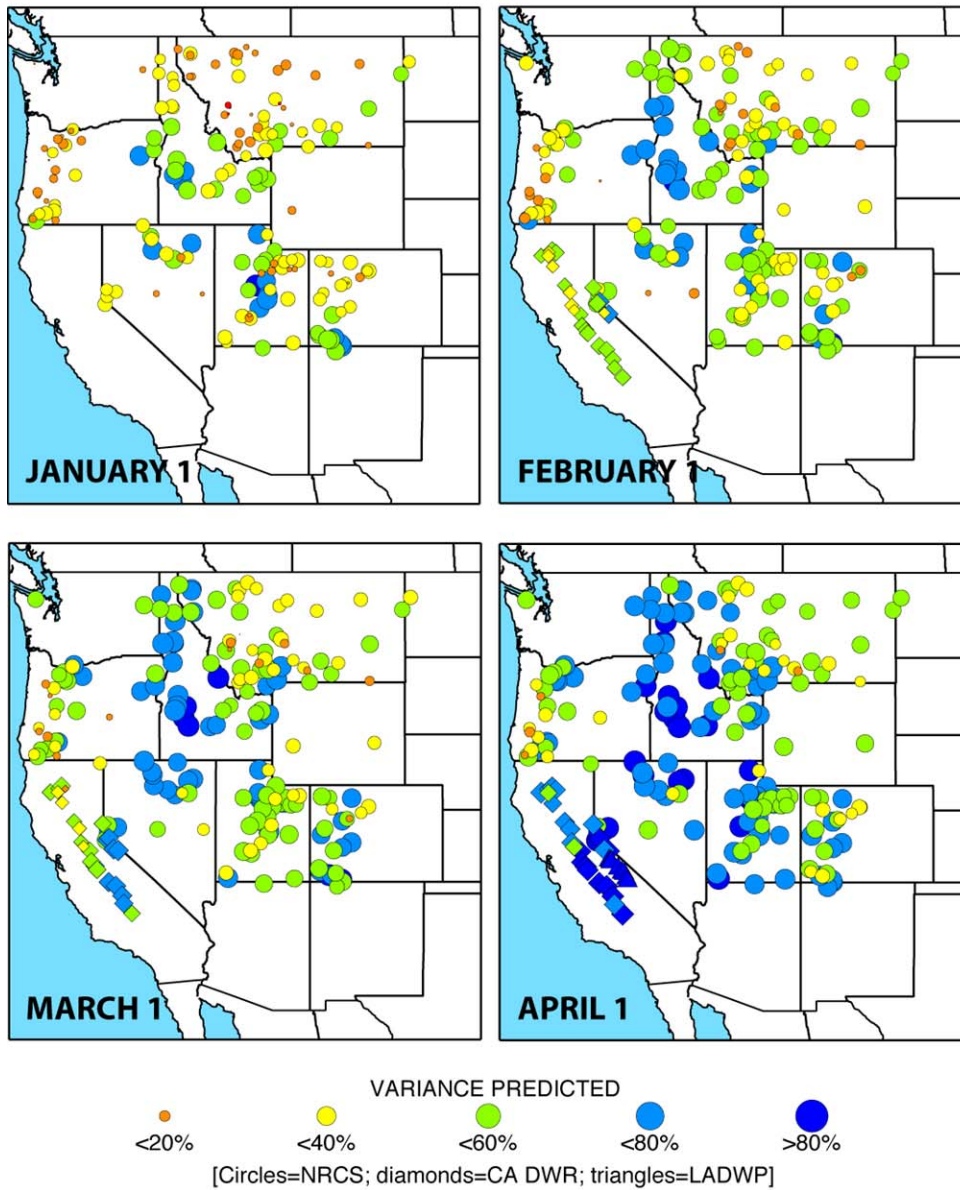 JANUARY 1
FEBRUARY 1
MARCH 1
APRIL 1
VARIANCE PREDICTED
<20%
<40%
<60%
<80%
>80%
[Circles=NRCS; diamonds=CA DWR; triangles=LADWP]